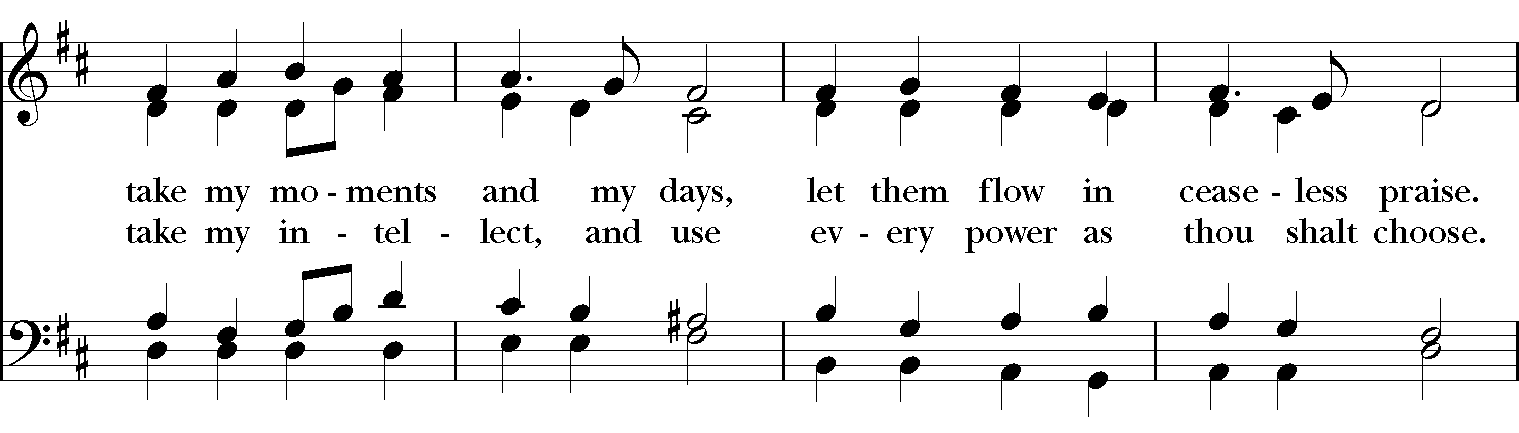 take my mo - ments and my days, let them flow in cease - less praise.
take my in - tel - lect, and use ev - ery power as thou shalt choose.